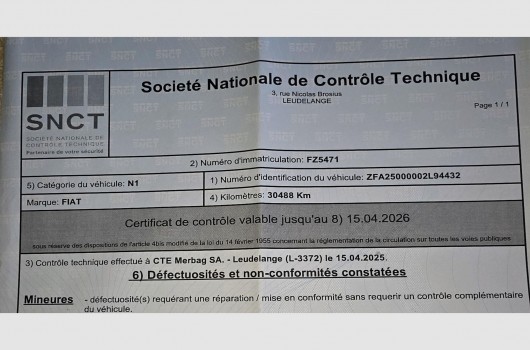 SNCT
SOCIÉTÉ NATIONALE DE
CONTRÔLE TECHNIQUE
Partenaire de votre sécurité
Societé Nationale de Contrôle Technique
3, rue Nicolas Brosius
LEUDELANGE
Page 1 / 1
2) Numéro d'immatriculation: FZ5471
5) Catégorie du véhicule: N1
1) Numéro d'identification du véhicule: ZFA25000002L94432
Marque: FIAT
4) Kilomètres: 30488 Km
Certificat de contrôle valable jusqu'au 8) 15.04.2026
sous réserve des dispositions de l'article 4bis modifié de la loi du 14 février 1955 concernant la réglementation de la circulation sur toutes les voies publiques
3) Contrôle technique effectué à CTE Merbag SA. - Leudelange (L-3372) le 15.04.2025.
6) Défectuosités et non-conformités constatées
Mineures - défectuosité(s) requérant une réparation / mise en conformité sans requerir un contrôle complémentaire
du véhicule.